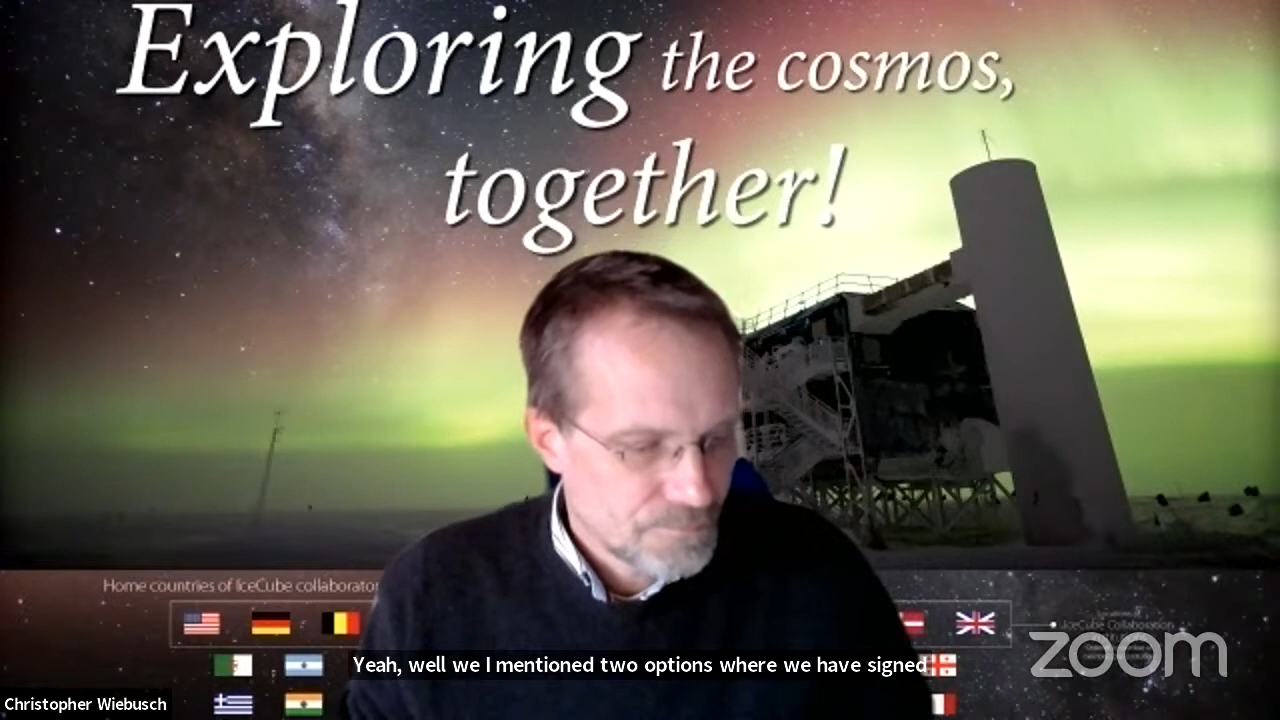 Exploring the cosmos,
together!
Home countries of IceCube collaborator
IceCube Collaboration
zoom
Yeah, well we I mentioned two options where we have signed
Christopher Wiebusch